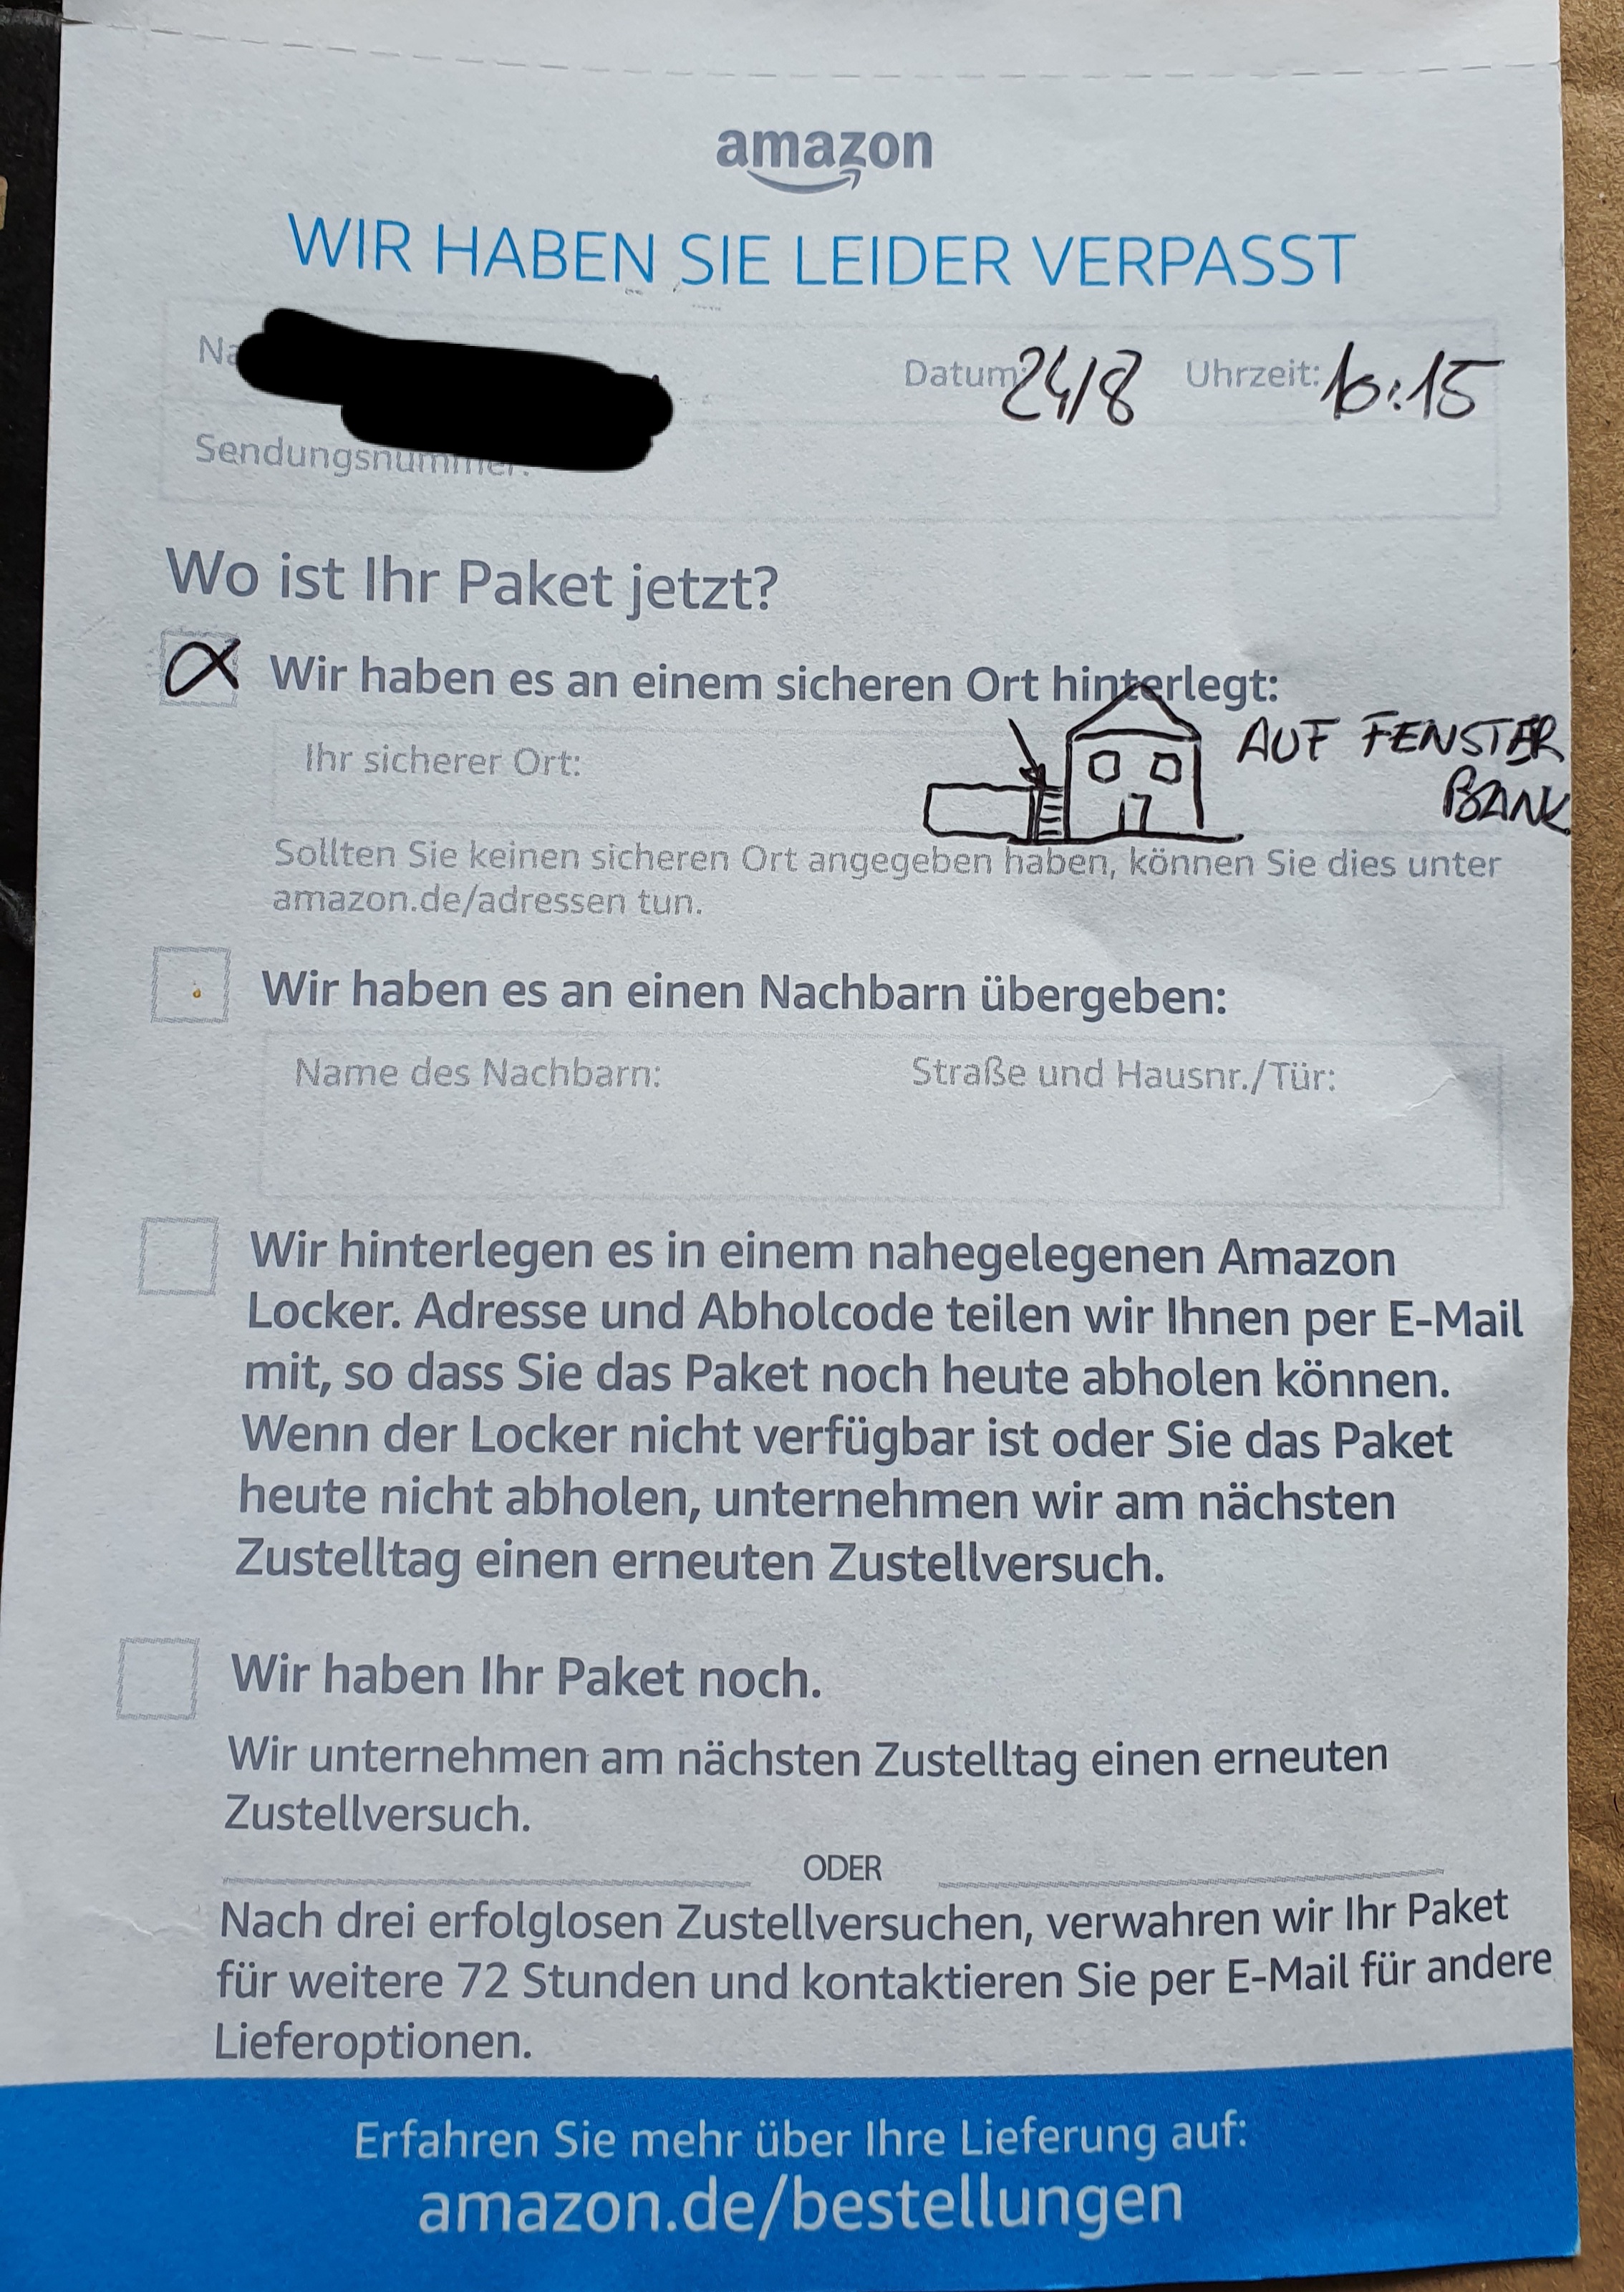 amazon
WIR HABEN SIE LEIDER VERPASST
Datum: 24/8 Uhrzeit: 16:15
Sendungsnummer:
Wo ist Ihr Paket jetzt?
Wir haben es an einem sicheren Ort hinterlegt:
Ihr sicherer Ort:
AUF FENSTER
BANK
Sollten Sie keinen sicheren Ort angegeben haben, können Sie dies unter
amazon.de/adressen tun.
Wir haben es an einen Nachbarn übergeben:
Name des Nachbarn: Straße und Hausnr./Tür:
Wir hinterlegen es in einem nahegelegenen Amazon
Locker. Adresse und Abholcode teilen wir Ihnen per E-Mail
mit, so dass Sie das Paket noch heute abholen können.
Wenn der Locker nicht verfügbar ist oder Sie das Paket
heute nicht abholen, unternehmen wir am nächsten
Zustelltag einen erneuten Zustellversuch.
Wir haben Ihr Paket noch.
Wir unternehmen am nächsten Zustelltag einen erneuten
Zustellversuch.
ODER
Nach drei erfolglosen Zustellversuchen, verwahren wir Ihr Paket
für weitere 72 Stunden und kontaktieren Sie per E-Mail für andere
Lieferoptionen.
Erfahren Sie mehr über Ihre Lieferung auf:
amazon.de/bestellungen